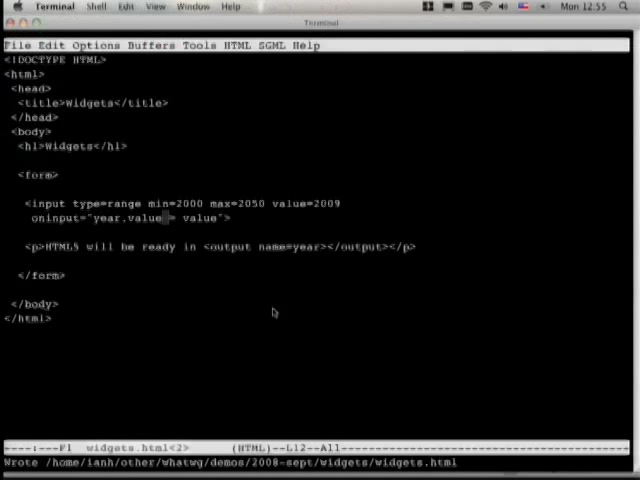 Terminal Shell Edit View Window Help Mon 12.55
Terminal
File Edit Options Buffers Tools HTML SGML Help
<!DOCTYPE HTML>
<html>
<head>
<title>Widgets</title>
</head>
<body>
<h1>Widgets</h1>
<form>
<input type=range min=2000 max=2050 value=2009
oninput="year.value = value">
<p>HTML5 will be ready in <output name=year></output></p>
</form>
</body>
</html>
----:---F1 widgets.html<2> (HTML)--L12--All----
Wrote /home/ianh/other/whatwg/demos/2008-sept/widgets/widgets.html